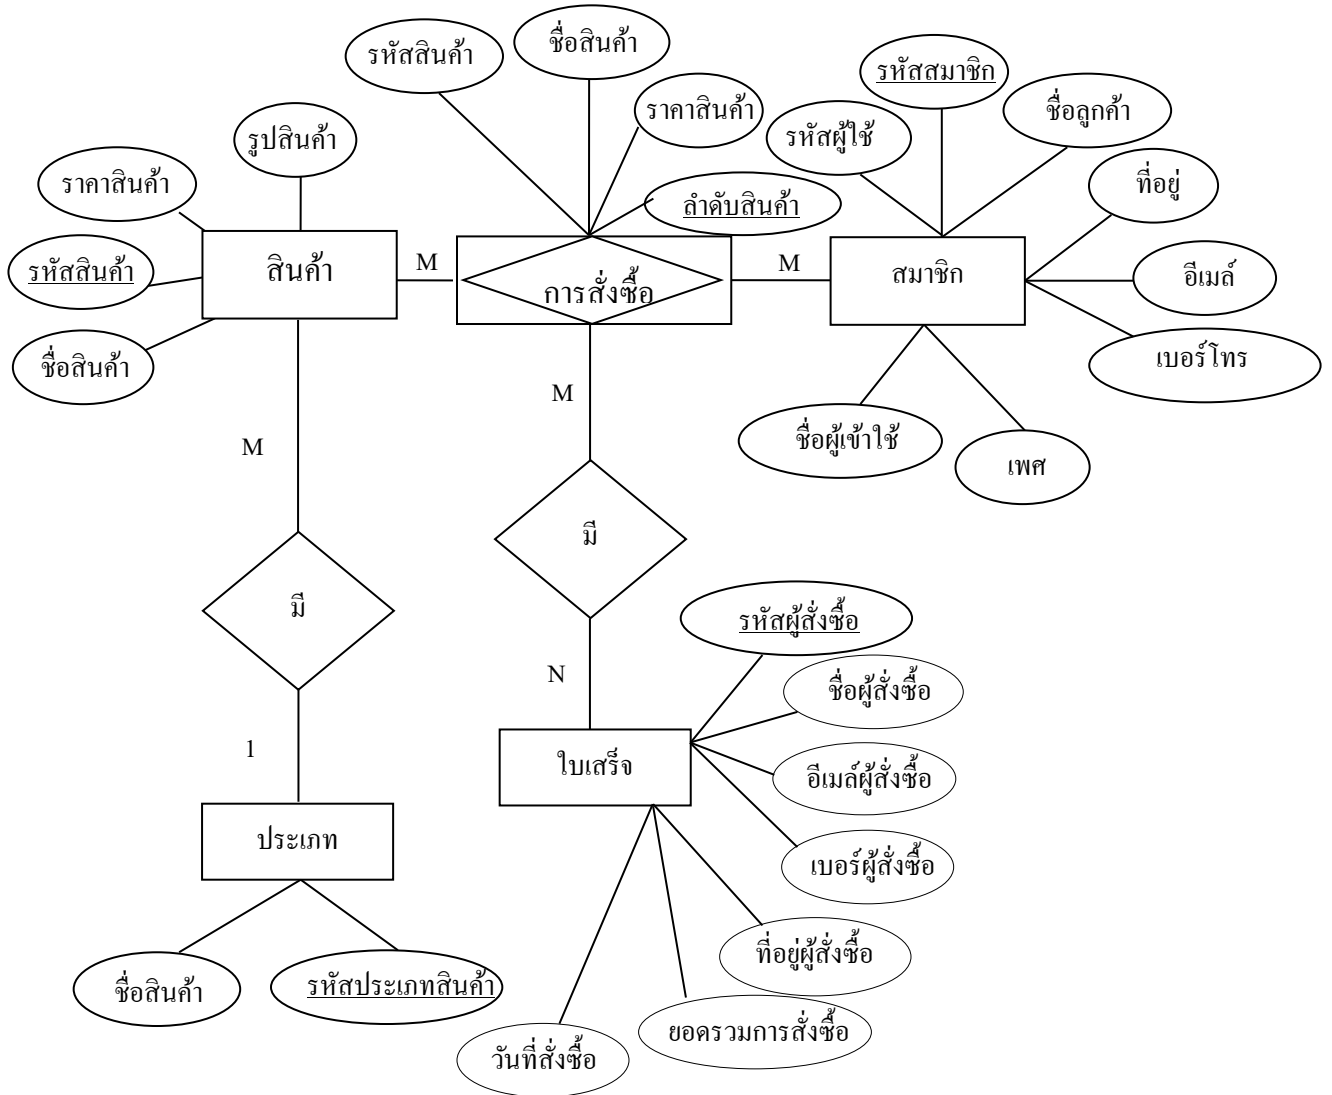 รหัสสินค้า
ชื่อสินค้า
ราคาสินค้า
ลำดับสินค้า
รหัสสมาชิก
รหัสผู้ใช้
ชื่อลูกค้า
ที่อยู่
อีเมล์
เบอร์โทร
รูปสินค้า
ราคาสินค้า
รหัสสินค้า
ชื่อสินค้า
สินค้า
M
การสั่งซื้อ
M
สมาชิก
ชื่อผู้เข้าใช้
เพศ
M
M
มี
มี
N
1
รหัสผู้สั่งซื้อ
ชื่อผู้สั่งซื้อ
อีเมล์ผู้สั่งซื้อ
เบอร์ผู้สั่งซื้อ
ที่อยู่ผู้สั่งซื้อ
ยอดรวมการสั่งซื้อ
วันที่สั่งซื้อ
ใบเสร็จ
ประเภท
ชื่อสินค้า
รหัสประเภทสินค้า